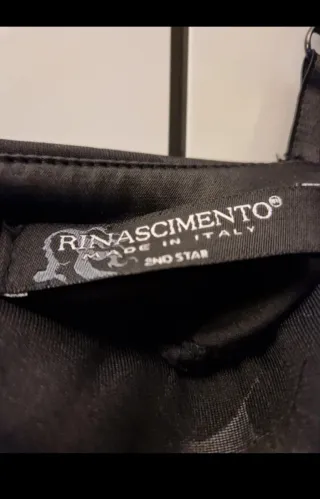 RINASCIMENTO®
MADE IN ITALY
2ND STAR